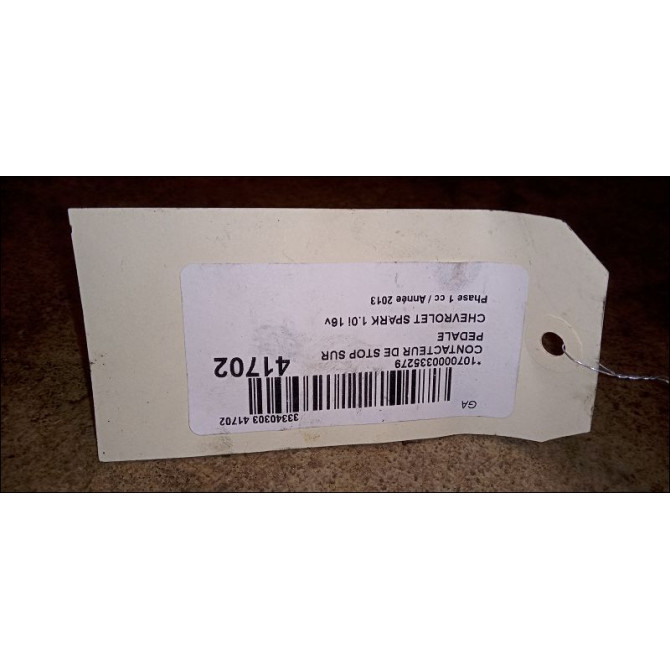 GA
33340303 41702
*1070000335279
CONTACTEUR DE STOP SUR
PEDALE
41702
CHEVROLET SPARK 1.0i 16v
Phase 1 cc / Année 2013